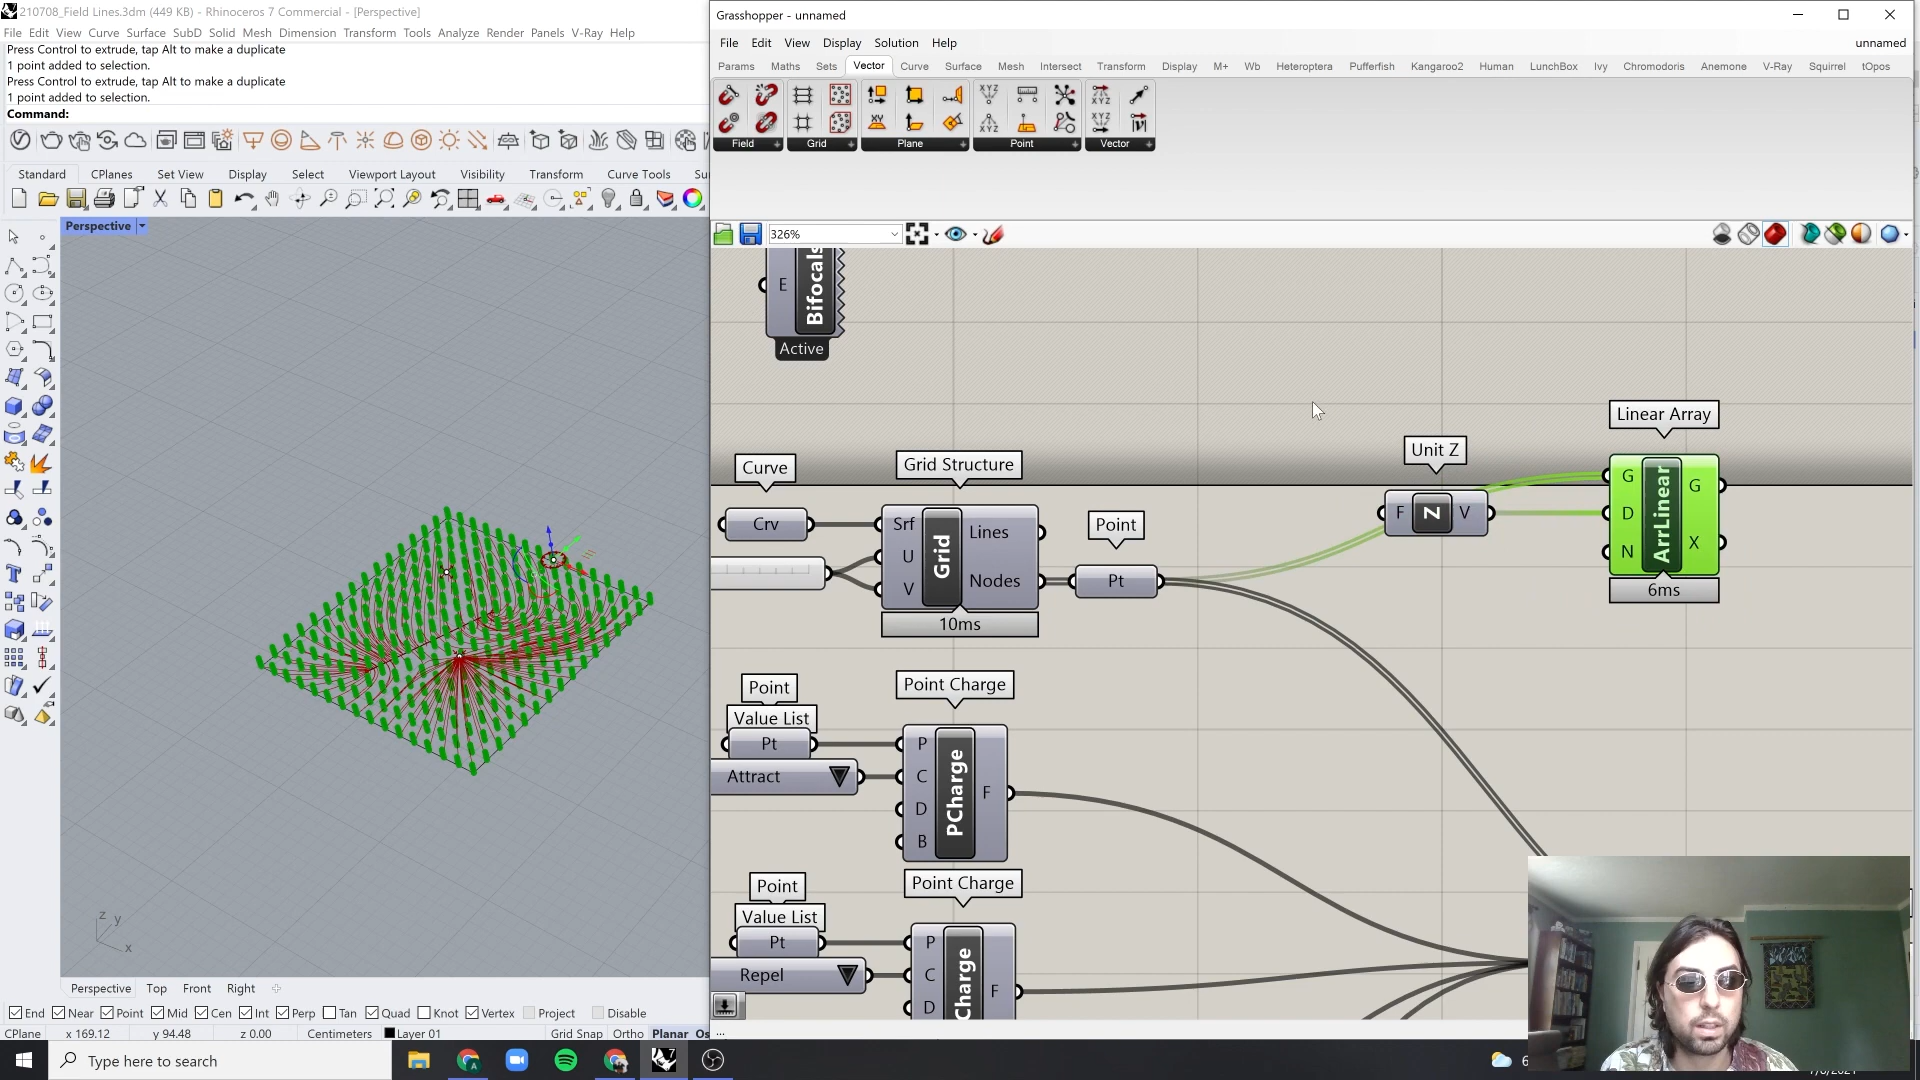 210708_Field Lines.3dm (449 KB) - Rhinoceros 7 Commercial - [Perspective]
File Edit View Curve Surface SubD Solid Mesh Dimension Transform Tools Analyze Render Panels V-Ray Help
Press Control to extrude, tap Alt to make a duplicate
1 point added to selection.
Press Control to extrude, tap Alt to make a duplicate
1 point added to selection.
Command:
Standard CPlanes Set View Display Select Viewport Layout Visibility Transform Curve Tools Su
Perspective
z
y
x
Perspective Top Front Right
End Near Point Mid Cen Int Perp Tan Quad Knot Vertex Project Disable
CPlane x 169.12 y 94.48 z 0.00 Centimeters Layer 01 Grid Snap Ortho Planar Os
Grasshopper - unnamed
File Edit View Display Solution Help unnamed
Params Maths Sets Vector Curve Surface Mesh Intersect Transform Display M+ Wb Heteroptera Pufferfish Kangaroo2 Human LunchBox Ivy Chromodoris Anemone V-Ray Squirrel tOpos
XYZ XYZ
XY XYZ XYZ
Field Grid Plane Point Vector
326%
E Bifocals
Active
Linear Array
Unit Z
Curve Grid Structure
G G
Crv Srf Lines Point F Z V D ArrLinear
U Grid N X
V Nodes Pt 6ms
10ms
Point Point Charge
Value List
Pt P
Attract C PCharge F
D
B
Point Point Charge
Value List
Pt P
Repel C Charge F
D
...
Type here to search
6